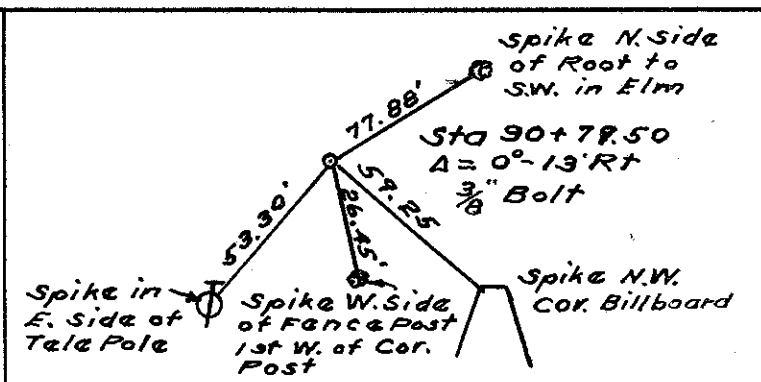 Spike N. Side
of Root to
S.W. in Elm
77.88'
Sta 90+79.50
Δ = 0°-13' Rt
3/8" Bolt
53.30'
26.45'
59.25
Spike in
E. Side of
Tele Pole
Spike W. Side
of Fence Post
1st W. of Cor.
Post
Spike N.W.
Cor. Billboard